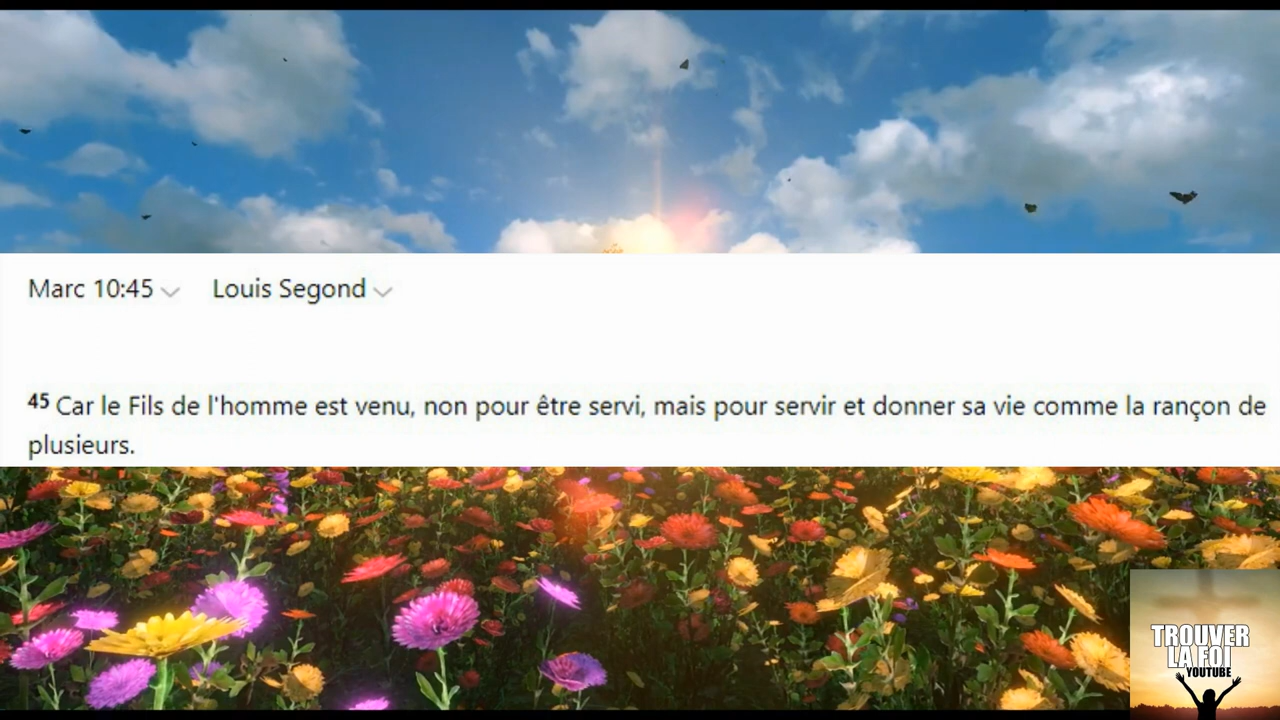 Marc 10:45 Louis Segond
45 Car le Fils de l'homme est venu, non pour être servi, mais pour servir et donner sa vie comme la rançon de
plusieurs.
TROUVER
LA FOI
YOUTUBE